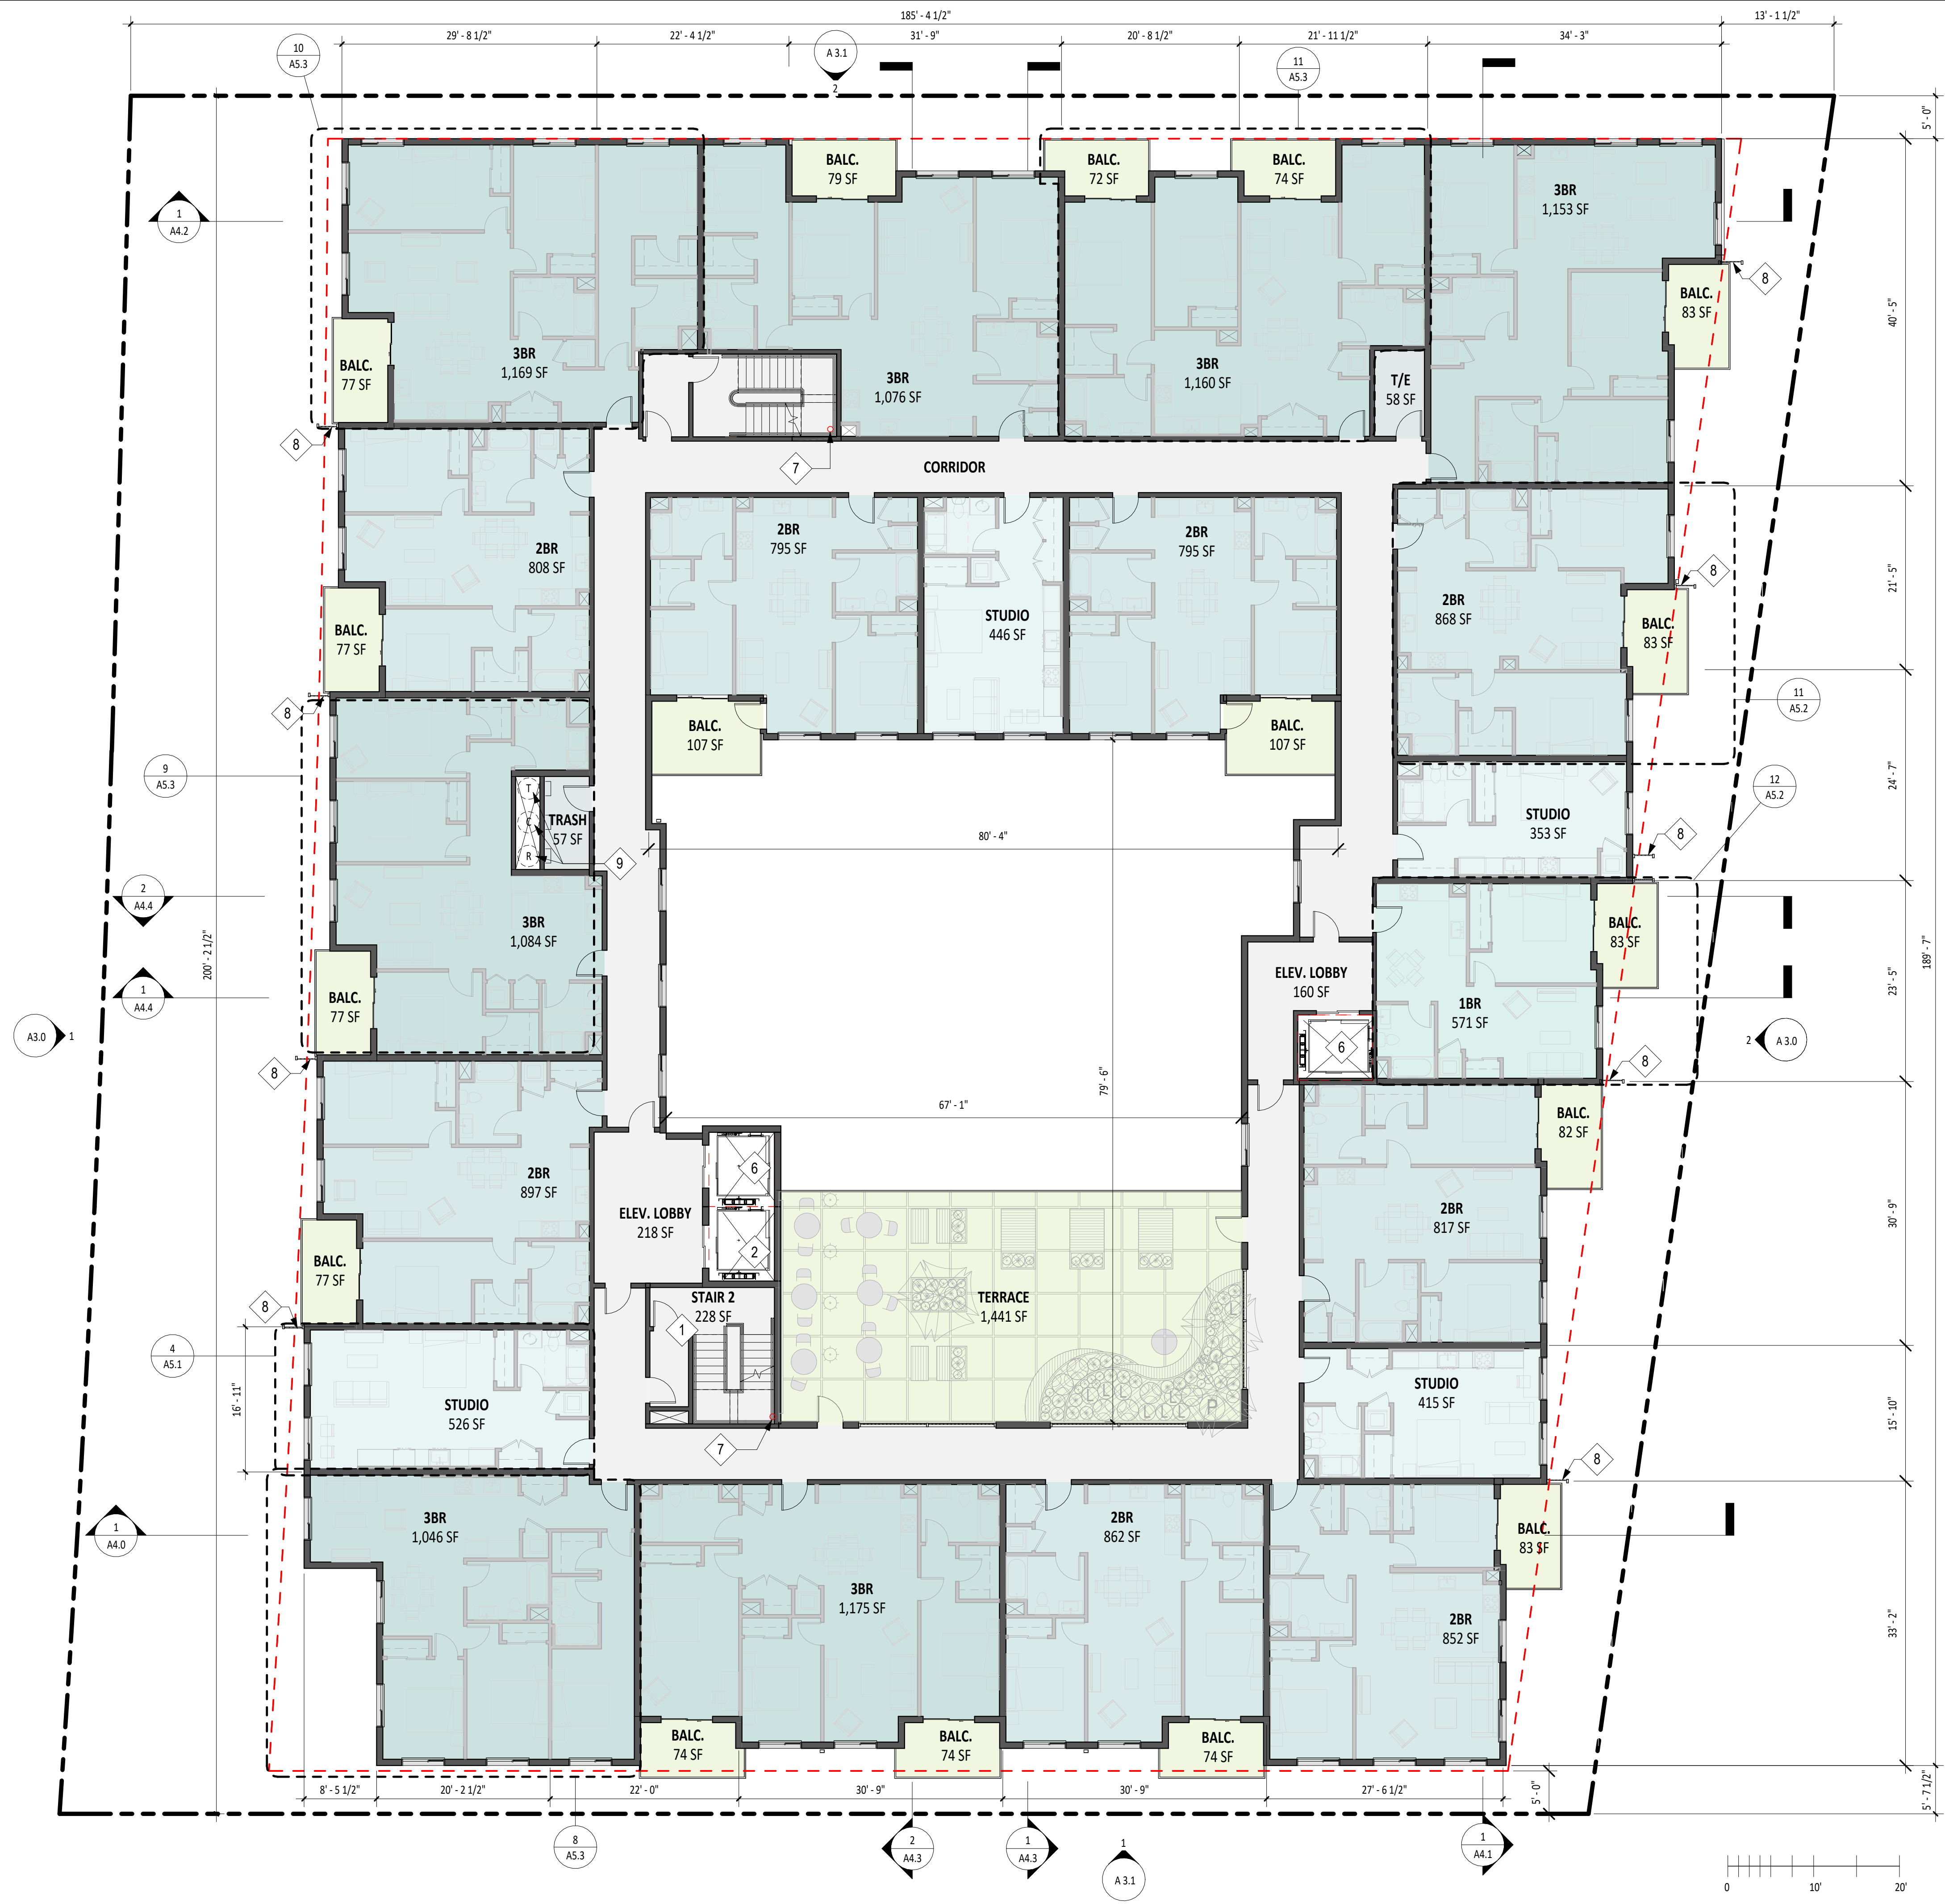 185' - 4 1/2"
13' - 1 1/2"
29' - 8 1/2"
22' - 4 1/2"
31' - 9"
20' - 8 1/2"
21' - 11 1/2"
34' - 3"
10
A5.3
A 3.1
2
11
A5.3
5' - 0"
BALC.
79 SF
BALC.
72 SF
BALC.
74 SF
3BR
1,153 SF
1
A4.2
BALC.
83 SF
8
40' - 5"
3BR
1,169 SF
BALC.
77 SF
3BR
1,076 SF
3BR
1,160 SF
T/E
58 SF
8
7
CORRIDOR
2BR
808 SF
2BR
795 SF
STUDIO
446 SF
2BR
795 SF
2BR
868 SF
8
21' - 5"
BALC.
77 SF
BALC.
83 SF
8
BALC.
107 SF
BALC.
107 SF
11
A5.2
9
A5.3
T
C
R
TRASH
57 SF
9
80' - 4"
STUDIO
353 SF
8
24' - 7"
12
A5.2
2
A4.4
3BR
1,084 SF
BALC.
83 SF
200' - 2 1/2"
189' - 7"
23' - 5"
1
A4.4
BALC.
77 SF
ELEV. LOBBY
160 SF
1BR
571 SF
A3.0
1
6
2
A 3.0
8
8
79' - 6"
67' - 1"
BALC.
82 SF
2BR
897 SF
6
ELEV. LOBBY
218 SF
2
2BR
817 SF
30' - 9"
BALC.
77 SF
8
STAIR 2
228 SF
1
TERRACE
1,441 SF
L
L
L
L
L
L L L
L L L
P
4
A5.1
16' - 11"
STUDIO
526 SF
STUDIO
415 SF
15' - 10"
7
8
1
A4.0
3BR
1,046 SF
3BR
1,175 SF
2BR
862 SF
BALC.
83 SF
2BR
852 SF
33' - 2"
BALC.
74 SF
BALC.
74 SF
BALC.
74 SF
8' - 5 1/2"
20' - 2 1/2"
22' - 0"
30' - 9"
30' - 9"
27' - 6 1/2"
5' - 0"
5' - 7 1/2"
8
A5.3
2
A4.3
1
A4.3
1
A 3.1
1
A4.1
0
10'
20'